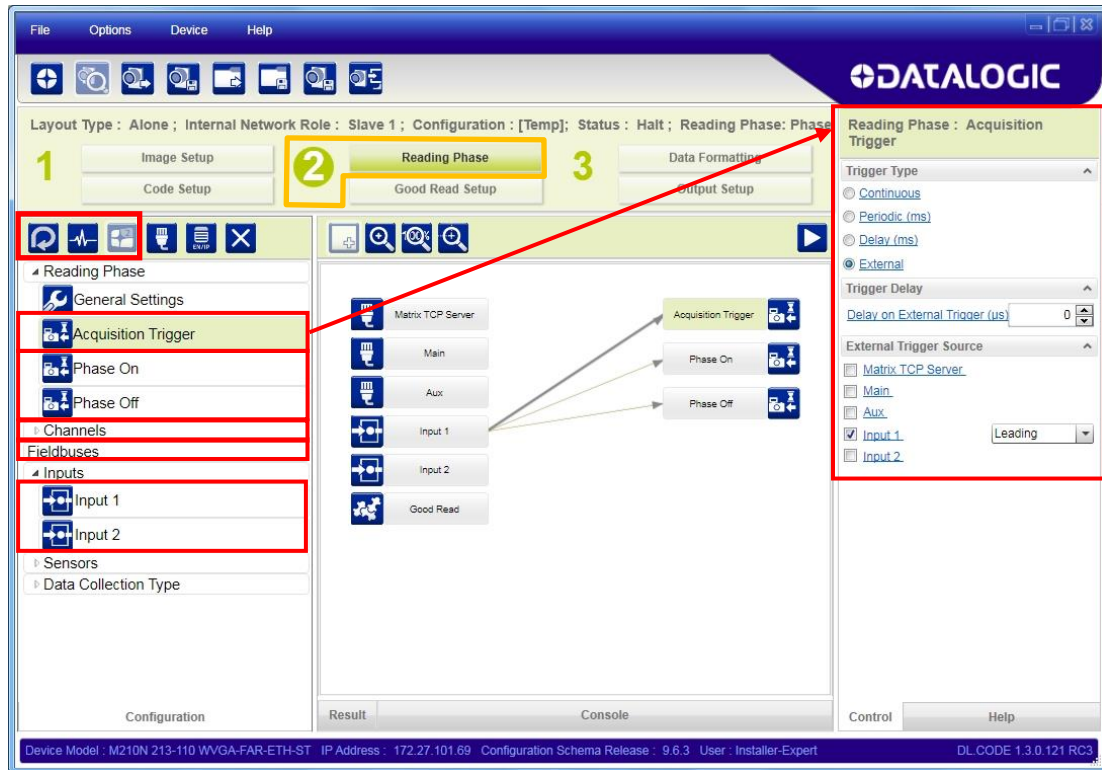 File Options Device Help
DATALOGIC
Layout Type : Alone ; Internal Network Role : Slave 1 ; Configuration : [Temp]; Status : Halt ; Reading Phase: Phase
1
Image Setup
Code Setup
2
Reading Phase
Good Read Setup
3
Data Formatting
Output Setup
EN/IP
Reading Phase
General Settings
Acquisition Trigger
Phase On
Phase Off
Channels
Fieldbuses
Inputs
Input 1
Input 2
Sensors
Data Collection Type
Configuration
100%
Matrix TCP Server
Main
Aux
Input 1
Input 2
Good Read
Acquisition Trigger
Phase On
Phase Off
Result
Console
Reading Phase : Acquisition
Trigger
Trigger Type
Continuous
Periodic (ms)
Delay (ms)
External
Trigger Delay
Delay on External Trigger (µs) 0
External Trigger Source
Matrix TCP Server
Main
Aux
Input 1 Leading
Input 2
Control
Help
Device Model : M210N 213-110 WVGA-FAR-ETH-ST IP Address : 172.27.101.69 Configuration Schema Release : 9.6.3 User : Installer-Expert DL.CODE 1.3.0.121 RC3